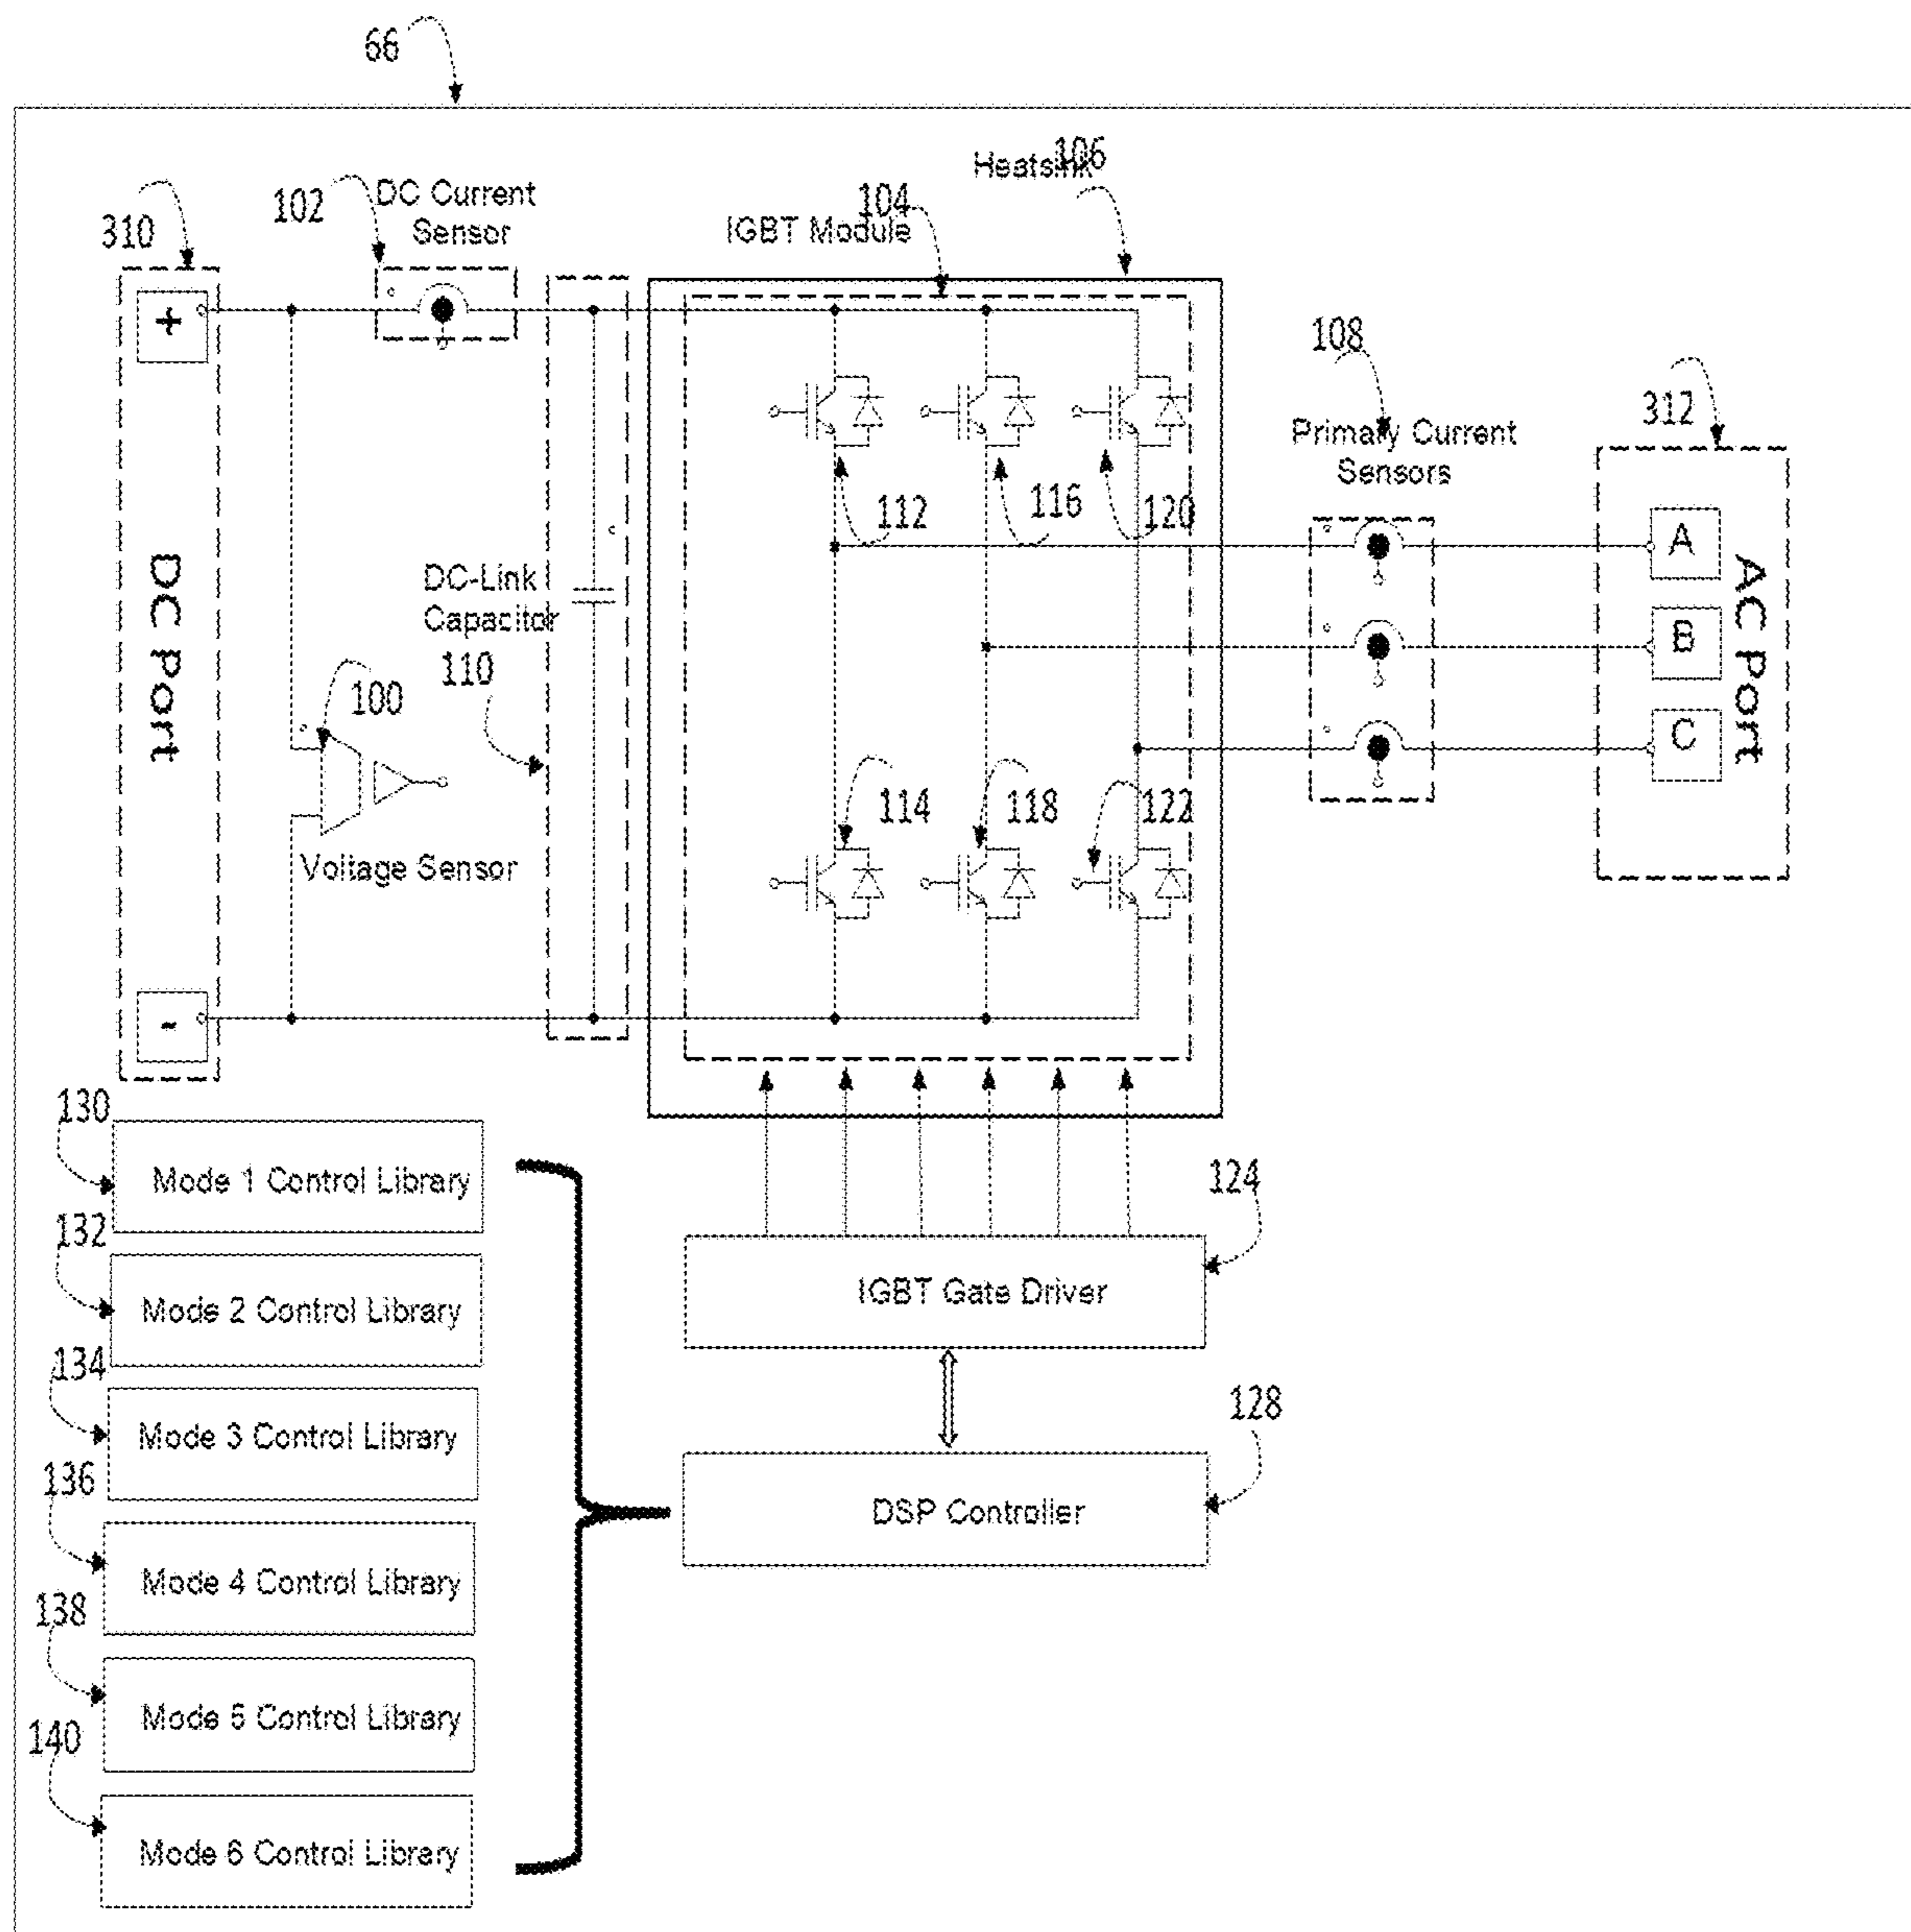 66
Heatsink
106
310
102
DC Current
Sensor
104
IGBT Module
+
108
Primary Current
Sensors
312
112
116
120
A
B
C
AC Port
DC Port
DC-Link
Capacitor
110
100
Voltage Sensor
114
118
122
-
130
Mode 1 Control Library
132
Mode 2 Control Library
134
Mode 3 Control Library
136
Mode 4 Control Library
138
Mode 5 Control Library
140
Mode 6 Control Library
124
IGBT Gate Driver
128
DSP Controller